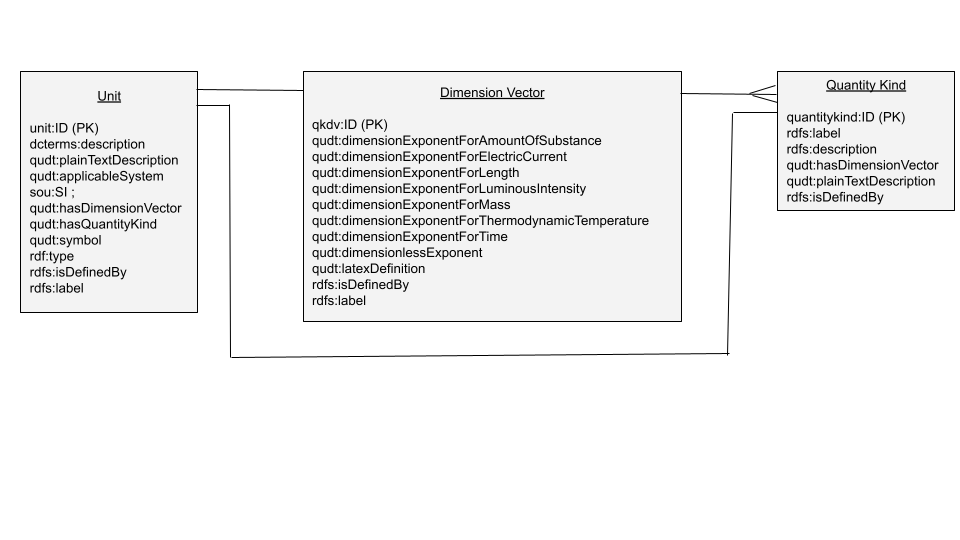 Unit
unit:ID (PK)
dcterms:description
qudt:plainTextDescription
qudt:applicableSystem
sou:SI ;
qudt:hasDimensionVector
qudt:hasQuantityKind
qudt:symbol
rdf:type
rdfs:isDefinedBy
rdfs:label
Dimension Vector
qkdv:ID (PK)
qudt:dimensionExponentForAmountOfSubstance
qudt:dimensionExponentForElectricCurrent
qudt:dimensionExponentForLength
qudt:dimensionExponentForLuminousIntensity
qudt:dimensionExponentForMass
qudt:dimensionExponentForThermodynamicTemperature
qudt:dimensionExponentForTime
qudt:dimensionlessExponent
qudt:latexDefinition
rdfs:isDefinedBy
rdfs:label
Quantity Kind
quantitykind:ID (PK)
rdfs:label
rdfs:description
qudt:hasDimensionVector
qudt:plainTextDescription
rdfs:isDefinedBy